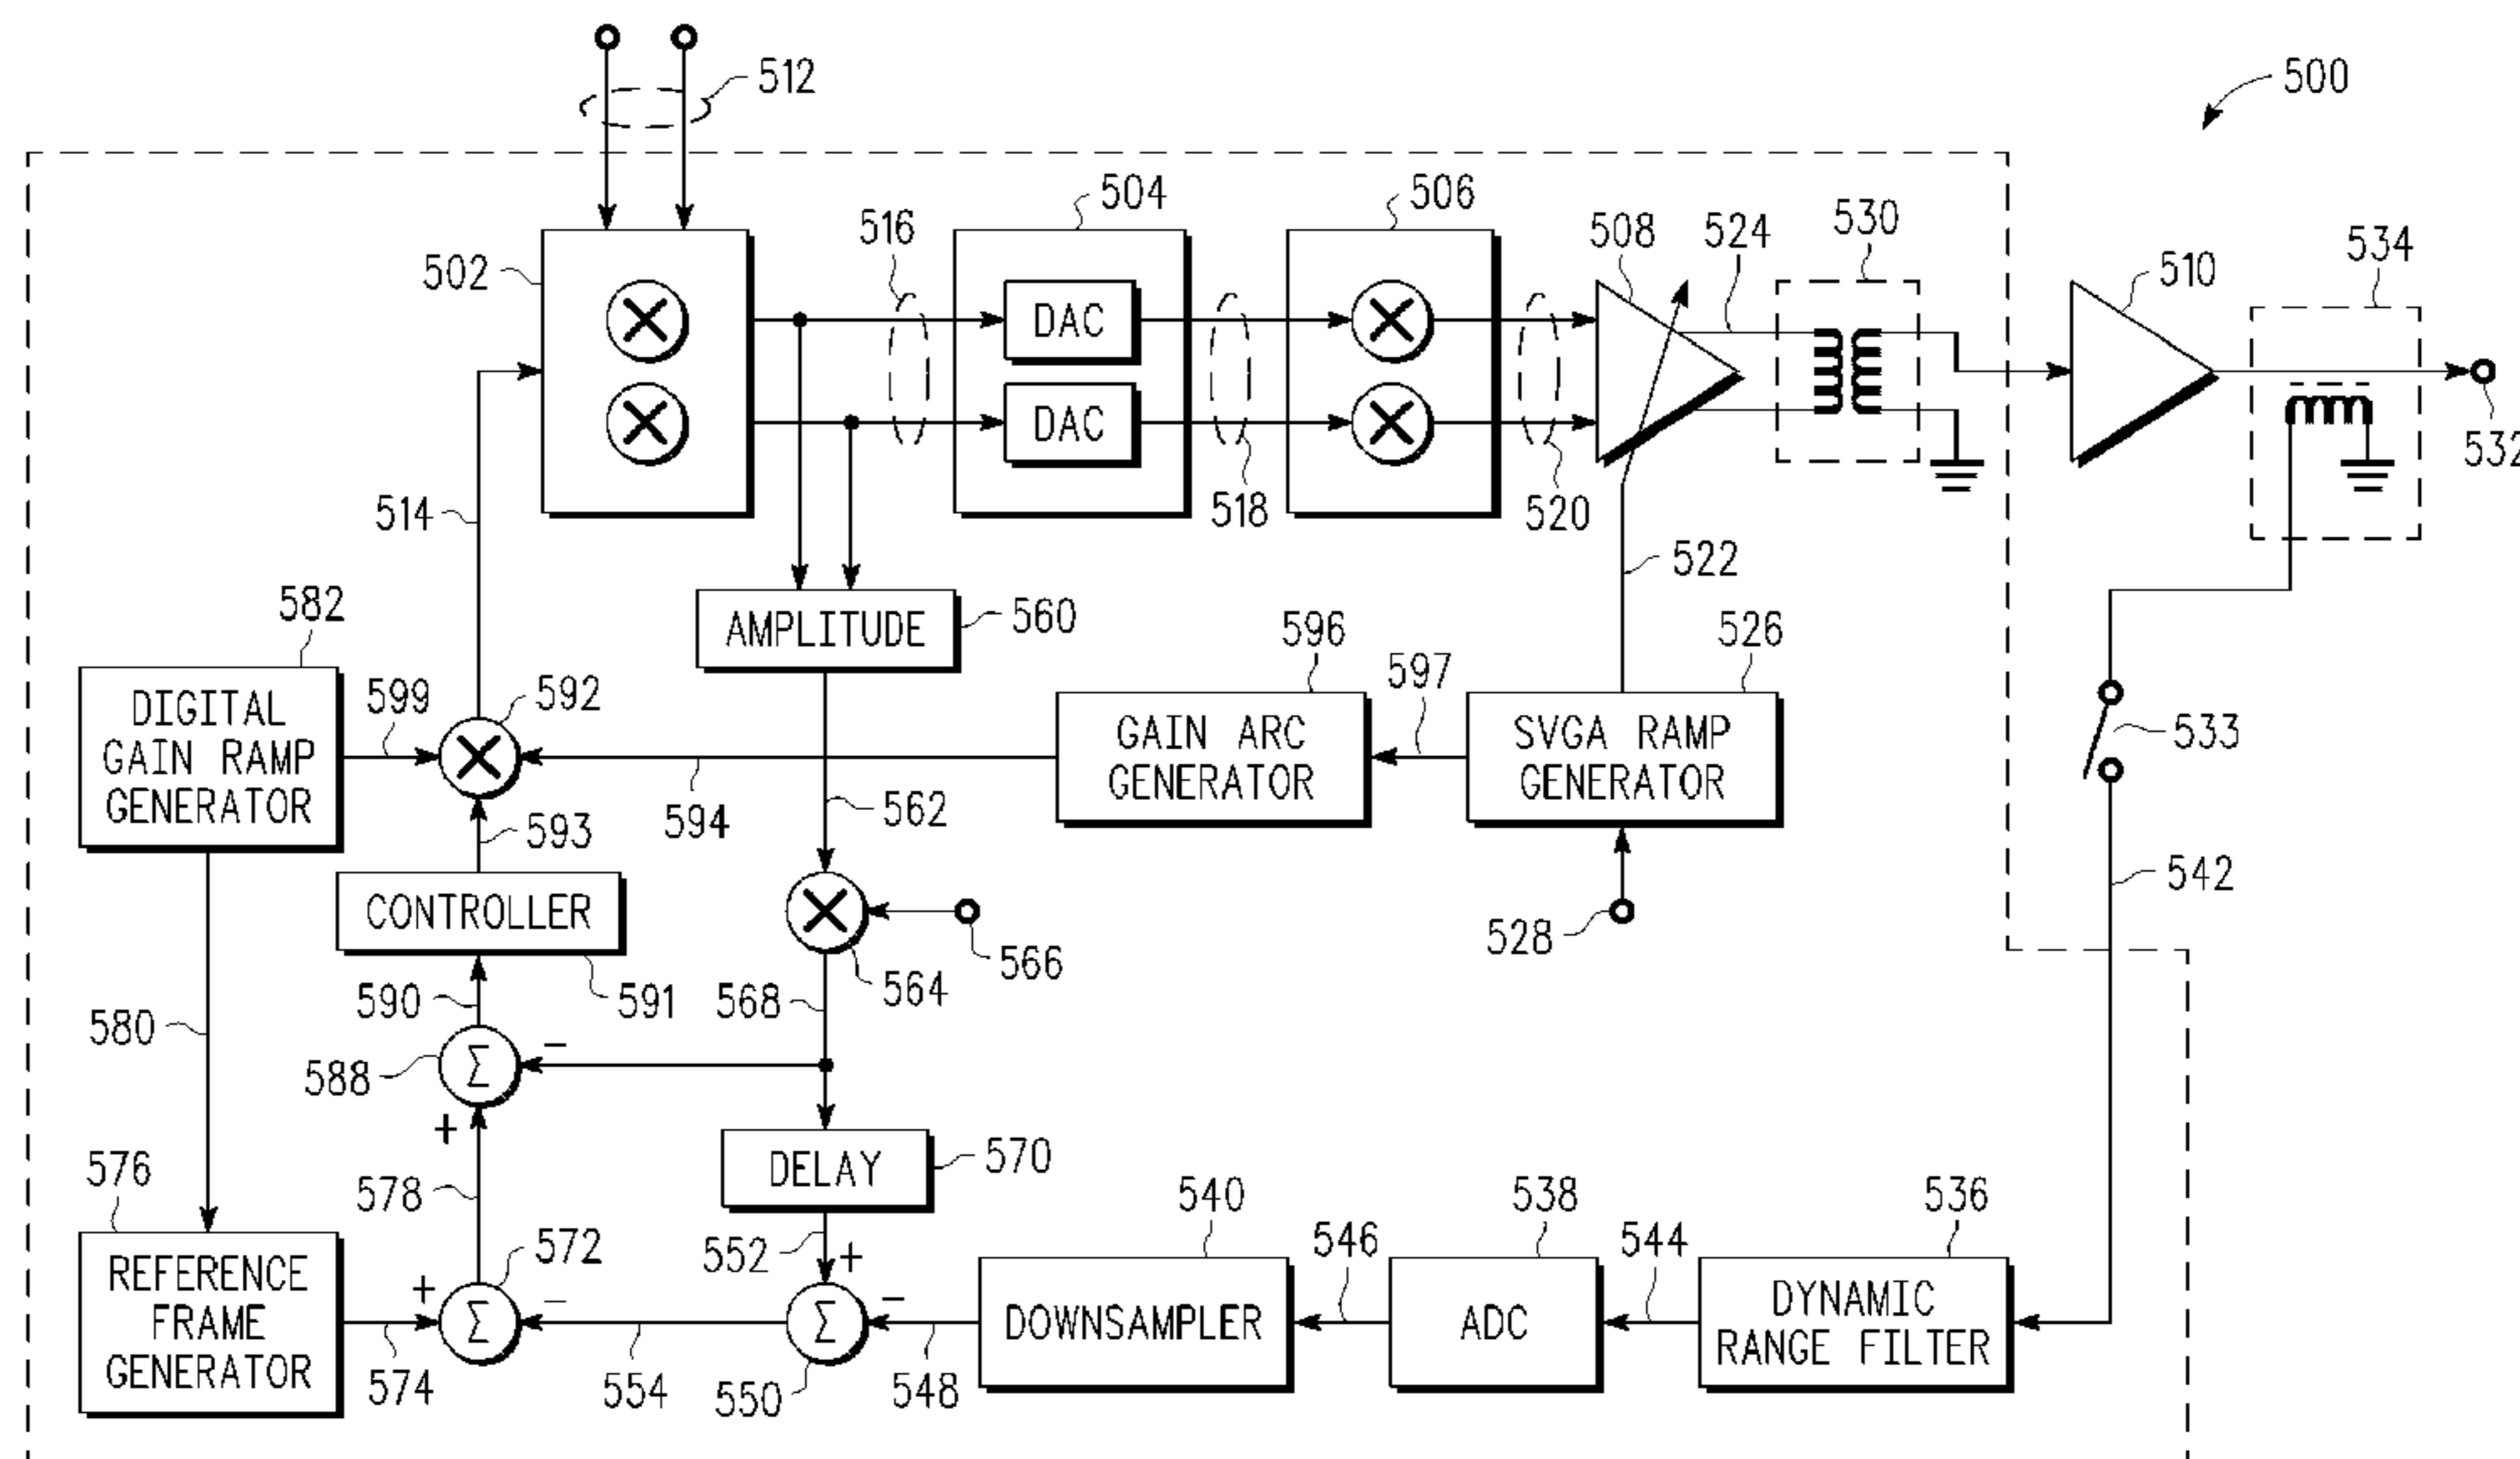 512
500
504
506
516
508
524
530
534
510
502
DAC
DAC
532
514
518
520
522
582
AMPLITUDE
560
596
597
526
DIGITAL
GAIN RAMP
GENERATOR
599
592
GAIN ARC
GENERATOR
SVGA RAMP
GENERATOR
533
593
594
562
542
CONTROLLER
528
566
564
590
591
568
580
588
Σ
−
+
576
578
DELAY
570
540
538
536
572
552
546
544
REFERENCE
FRAME
GENERATOR
+
Σ
−
+
Σ
−
DOWNSAMPLER
ADC
DYNAMIC
RANGE FILTER
574
554
550
548